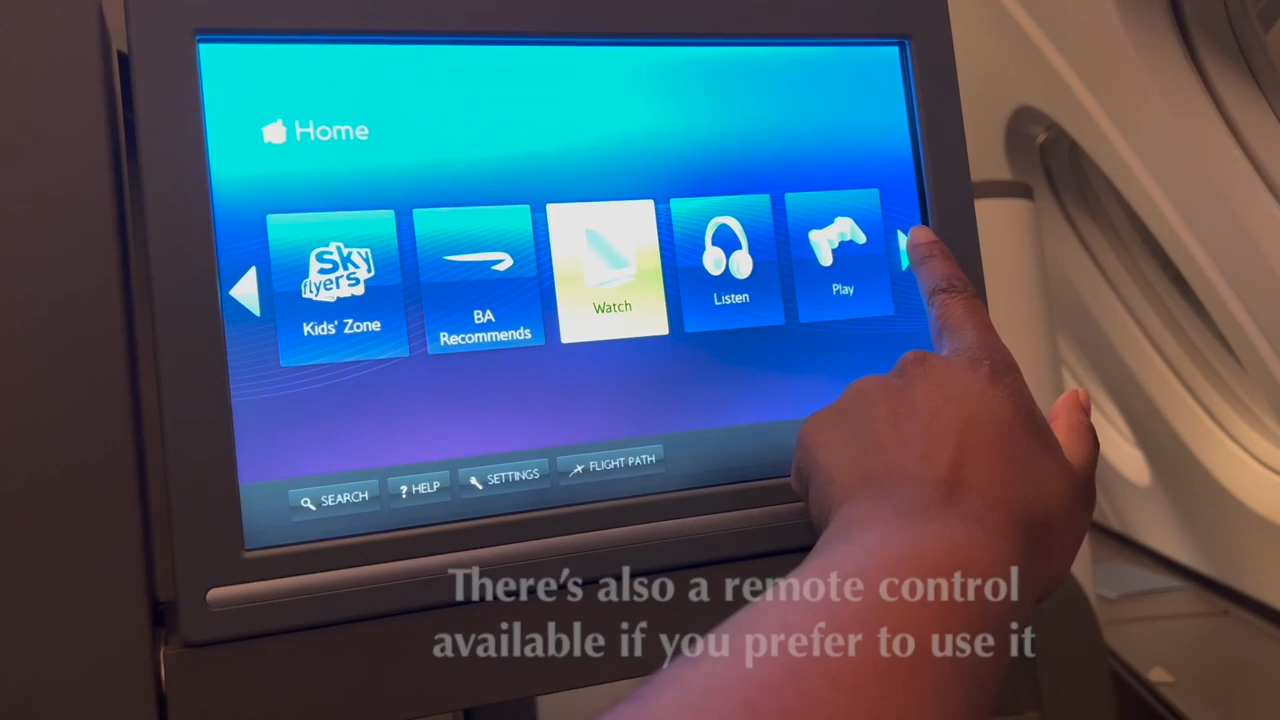 Home
sky
flyers
Kids' Zone
BA
Recommends
Watch
Listen
Play
SEARCH
? HELP
SETTINGS
FLIGHT PATH
There's also a remote control
available if you prefer to use it